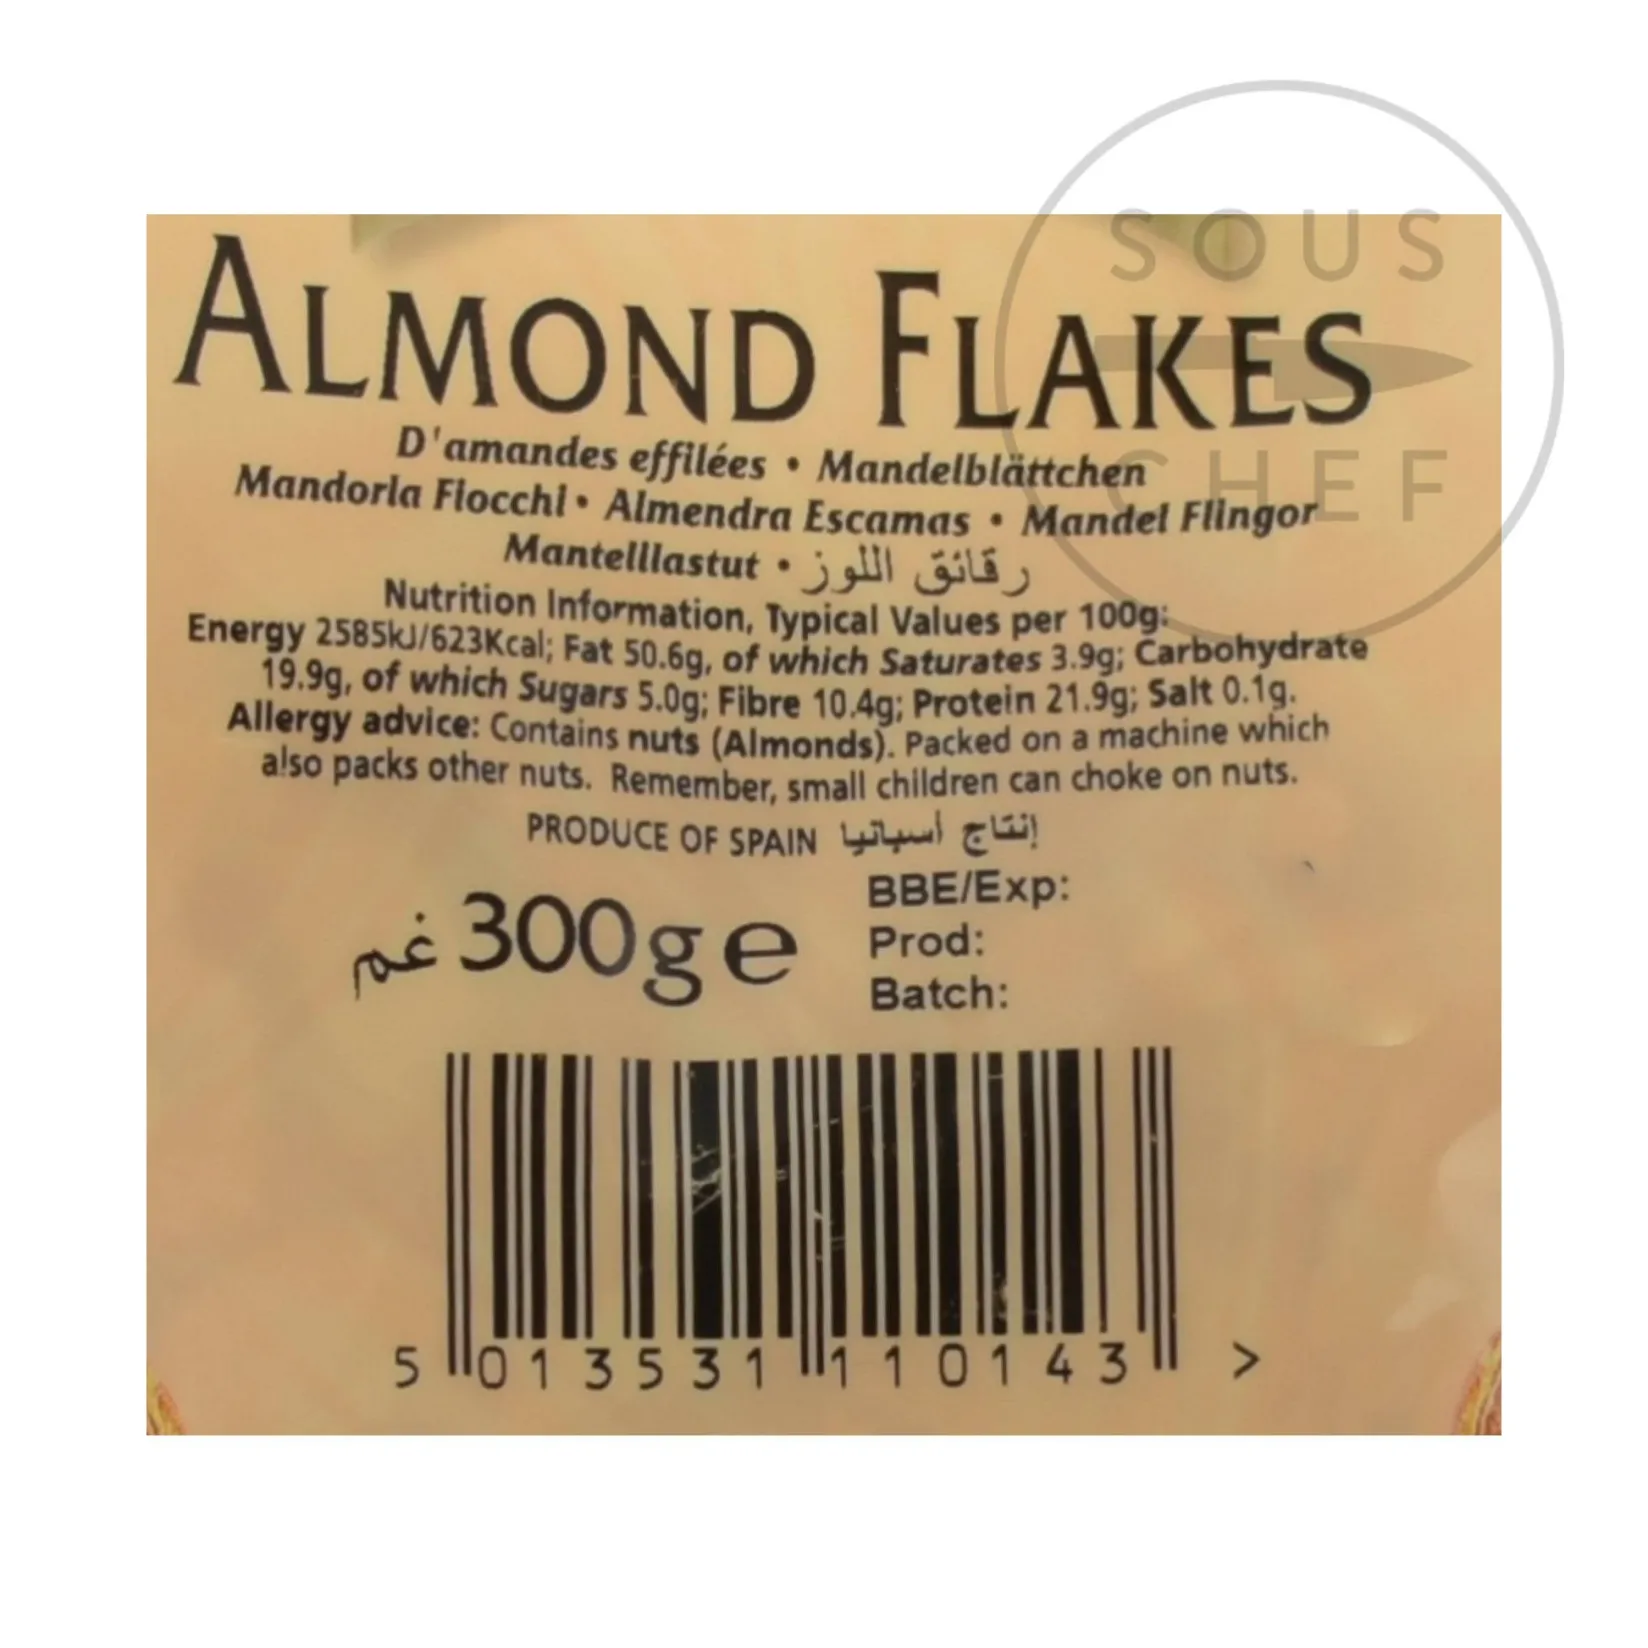 SOUS
CHEF
ALMOND FLAKES
D'amandes effilées • Mandelblättchen
Mandorla Fiocchi • Almendra Escamas • Mandel Flingor
Mantelllastut • رقائق اللوز
Nutrition Information, Typical Values per 100g:
Energy 2585kJ/623Kcal; Fat 50.6g, of which Saturates 3.9g; Carbohydrate
19.9g, of which Sugars 5.0g; Fibre 10.4g; Protein 21.9g; Salt 0.1g.
Allergy advice: Contains nuts (Almonds). Packed on a machine which
also packs other nuts. Remember, small children can choke on nuts.
PRODUCE OF SPAIN إنتاج أسبانيا
300g e غم
BBE/Exp:
Prod:
Batch:
5 013531 110143 >